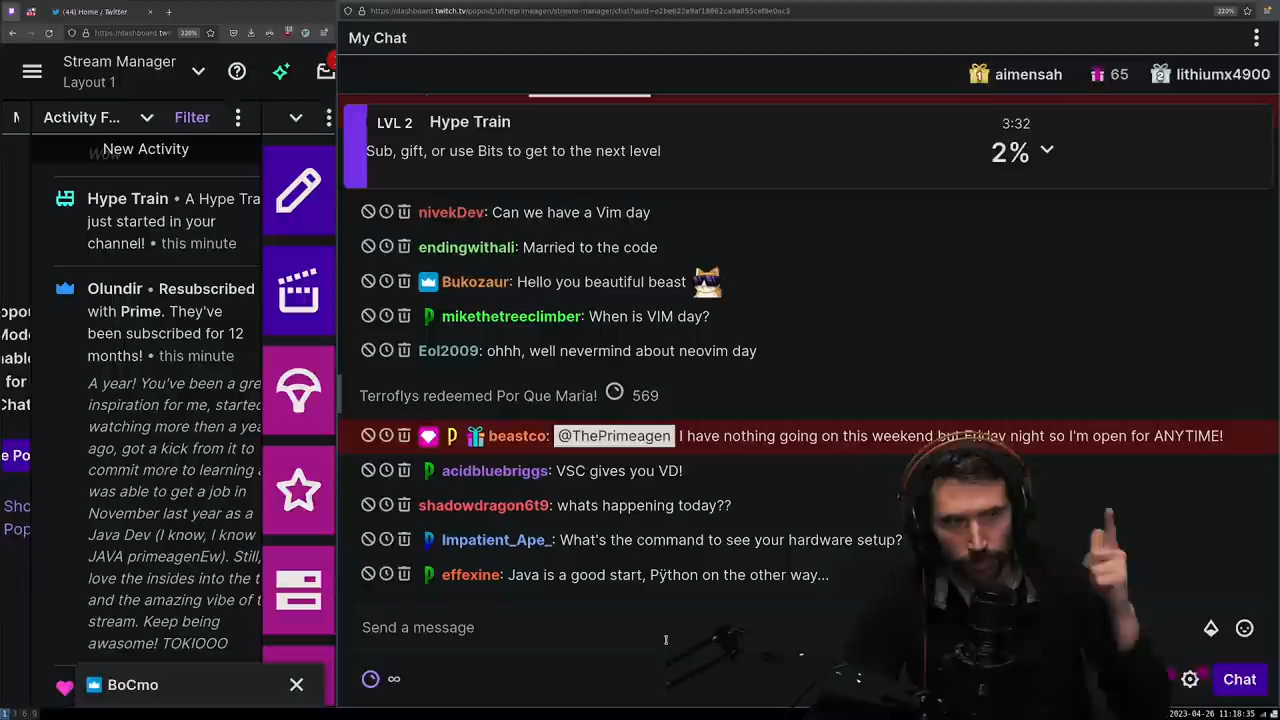 (44) Home / Twitter
https://dashboard.tw
228%
https://dashboard.twitch.tv/popout/u/theprimeagen/stream-manager/chat?upid=
220%
Stream Manager
Layout 1
My Chat
aimensah
65
lithiumx4900
Activity F...
Filter
New Activity
Wow
LVL 2
Hype Train
3:32
Sub, gift, or use Bits to get to the next level
2%
Hype Train • A Hype Tra
just started in your
channel! • this minute
Olundir • Resubscribed
with Prime. They've
been subscribed for 12
months! • this minute
A year! You've been a gre
inspiration for me, starte
watching more then a yea
ago, got a kick from it to
commit more to learning a
was able to get a job in
November last year as a
Java Dev (I know, I know
JAVA primeagenEw). Still,
love the insides into the t
and the amazing vibe of t
stream. Keep being
awasome! TOKIOOO
BoCmo
nivekDev: Can we have a Vim day
endingwithali: Married to the code
Bukozaur: Hello you beautiful beast
mikethetreeclimber: When is VIM day?
Eol2009: ohhh, well nevermind about neovim day
Terroflys redeemed Por Que Maria! 569
beastco: @ThePrimeagen I have nothing going on this weekend but Friday night so I'm open for ANYTIME!
acidbluebriggs: VSC gives you VD!
shadowdragon6t9: whats happening today??
Impatient_Ape_: What's the command to see your hardware setup?
effexine: Java is a good start, Pÿthon on the other way...
Send a message
∞
Chat
2023-04-26 11:18:35